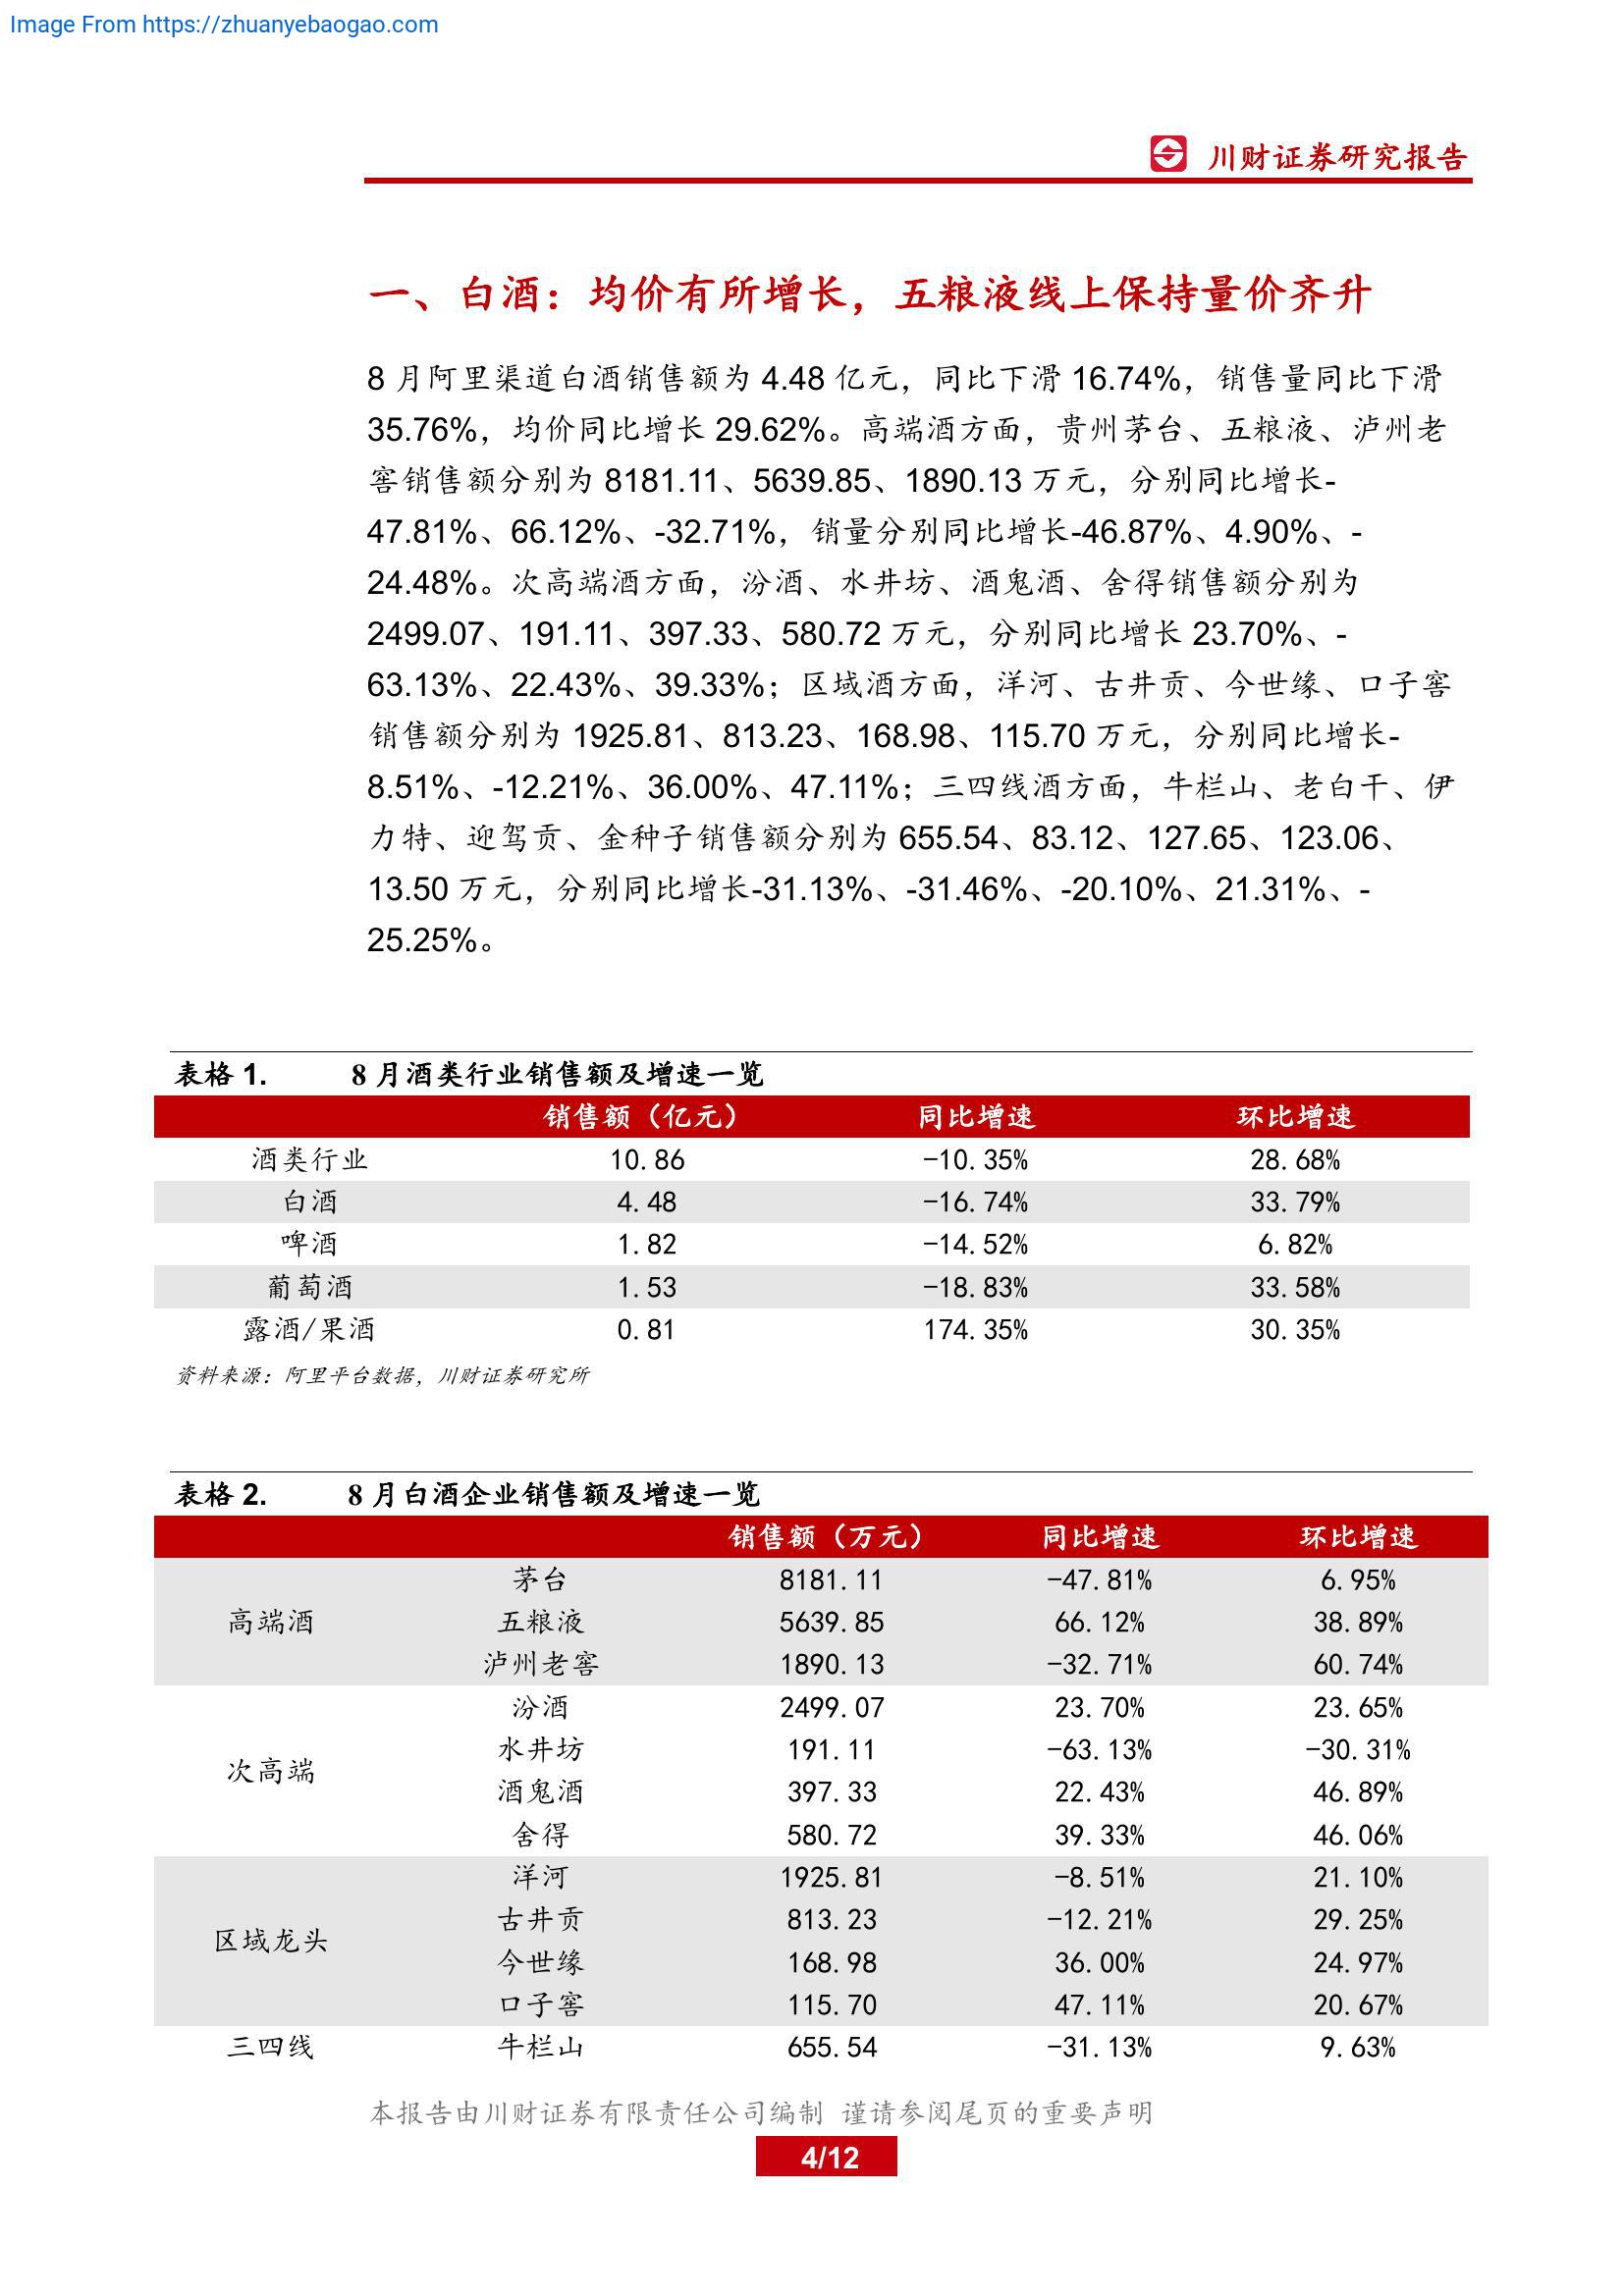 Image From https://zhuanyebaogao.com
川财证券研究报告
一、白酒：均价有所增长，五粮液线上保持量价齐升
8 月阿里渠道白酒销售额为 4.48 亿元，同比下滑 16.74%，销售量同比下滑
35.76%，均价同比增长 29.62%。高端酒方面，贵州茅台、五粮液、泸州老
窖销售额分别为 8181.11、5639.85、1890.13 万元，分别同比增长-
47.81%、66.12%、-32.71%，销量分别同比增长-46.87%、4.90%、-
24.48%。次高端酒方面，汾酒、水井坊、酒鬼酒、舍得销售额分别为
2499.07、191.11、397.33、580.72 万元，分别同比增长 23.70%、-
63.13%、22.43%、39.33%；区域酒方面，洋河、古井贡、今世缘、口子窖
销售额分别为 1925.81、813.23、168.98、115.70 万元，分别同比增长-
8.51%、-12.21%、36.00%、47.11%；三四线酒方面，牛栏山、老白干、伊
力特、迎驾贡、金种子销售额分别为 655.54、83.12、127.65、123.06、
13.50 万元，分别同比增长-31.13%、-31.46%、-20.10%、21.31%、-
25.25%。
表格 1. 8 月酒类行业销售额及增速一览
销售额（亿元） 同比增速 环比增速
酒类行业 10.86 -10.35% 28.68%
白酒 4.48 -16.74% 33.79%
啤酒 1.82 -14.52% 6.82%
葡萄酒 1.53 -18.83% 33.58%
露酒/果酒 0.81 174.35% 30.35%
资料来源：阿里平台数据，川财证券研究所
表格 2. 8 月白酒企业销售额及增速一览
销售额（万元） 同比增速 环比增速
茅台 8181.11 -47.81% 6.95%
高端酒 五粮液 5639.85 66.12% 38.89%
泸州老窖 1890.13 -32.71% 60.74%
汾酒 2499.07 23.70% 23.65%
水井坊 191.11 -63.13% -30.31%
次高端
酒鬼酒 397.33 22.43% 46.89%
舍得 580.72 39.33% 46.06%
洋河 1925.81 -8.51% 21.10%
古井贡 813.23 -12.21% 29.25%
区域龙头
今世缘 168.98 36.00% 24.97%
口子窖 115.70 47.11% 20.67%
三四线 牛栏山 655.54 -31.13% 9.63%
本报告由川财证券有限责任公司编制 谨请参阅尾页的重要声明
4/12